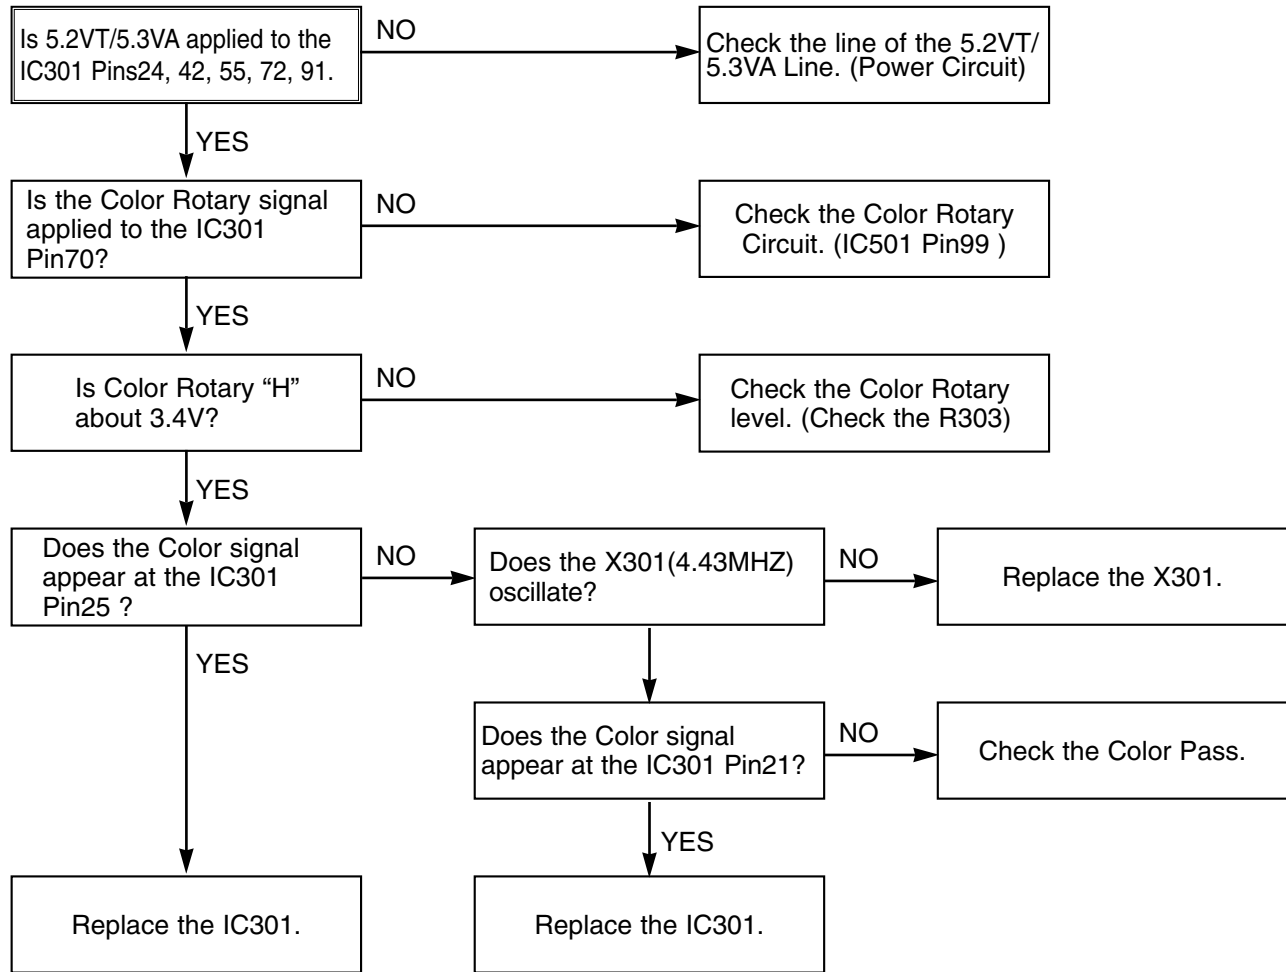 Is 5.2VT/5.3VA applied to the
IC301 Pins24, 42, 55, 72, 91.
NO
Check the line of the 5.2VT/
5.3VA Line. (Power Circuit)
YES
Is the Color Rotary signal
applied to the IC301
Pin70?
NO
Check the Color Rotary
Circuit. (IC501 Pin99 )
YES
Is Color Rotary “H”
about 3.4V?
NO
Check the Color Rotary
level. (Check the R303)
YES
Does the Color signal
appear at the IC301
Pin25 ?
NO
Does the X301(4.43MHZ)
oscillate?
NO
Replace the X301.
YES
Does the Color signal
appear at the IC301 Pin21?
NO
Check the Color Pass.
YES
Replace the IC301.
Replace the IC301.